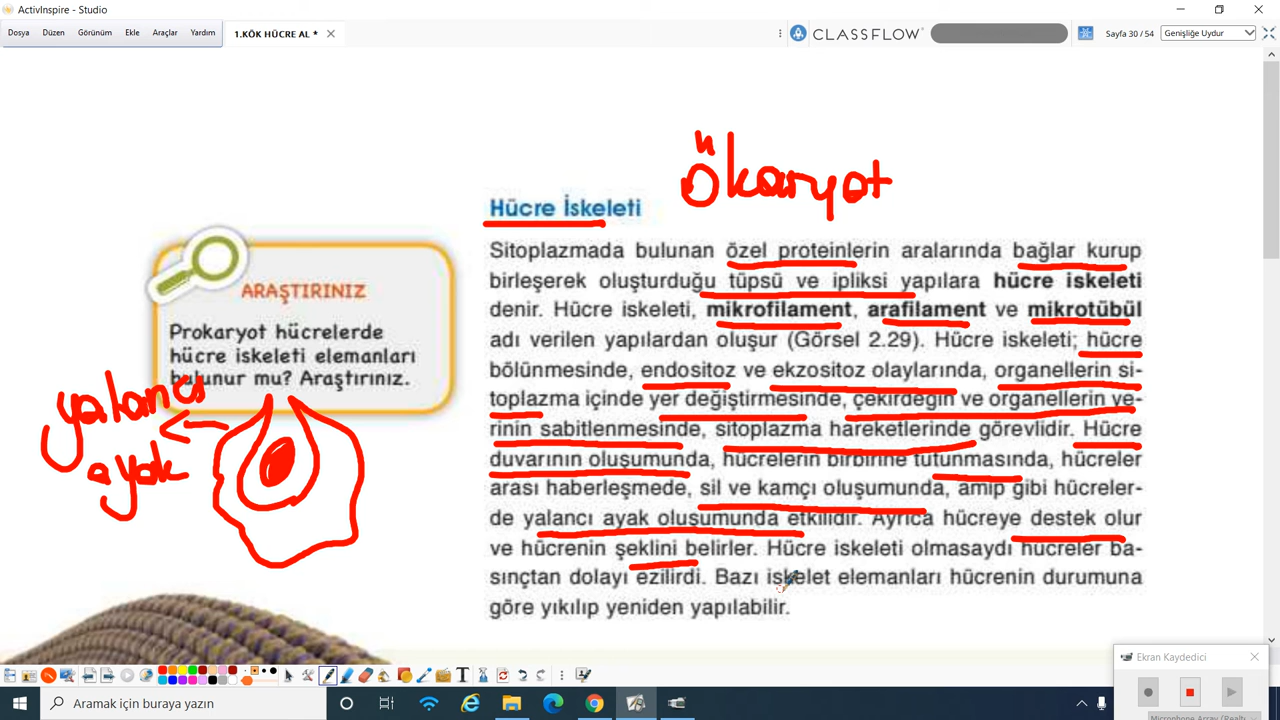 ActivInspire - Studio
Dosya Düzen Görünüm Ekle Araçlar Yardım
1.KÖK HÜCRE AL *
CLASSFLOW
Sayfa 30 / 54
Genişliğe Uydur
ökaryot
Hücre İskeleti
Sitoplazmada bulunan özel proteinlerin aralarında bağlar kurup
birleşerek oluşturduğu tüpsü ve ipliksi yapılara hücre iskeleti
denir. Hücre iskeleti, mikrofilament, arafilament ve mikrotübül
adı verilen yapılardan oluşur (Görsel 2.29). Hücre iskeleti; hücre
bölünmesinde, endositoz ve ekzositoz olaylarında, organellerin si-
toplazma içinde yer değiştirmesinde, çekirdeğin ve organellerin ye-
rinin sabitlenmesinde, sitoplazma hareketlerinde görevlidir. Hücre
duvarının oluşumunda, hücrelerin birbirine tutunmasında, hücreler
arası haberleşmede, sil ve kamçı oluşumunda, amip gibi hücreler-
de yalancı ayak oluşumunda etkilidir. Ayrıca hücreye destek olur
ve hücrenin şeklini belirler. Hücre iskeleti olmasaydı hücreler ba-
sınçtan dolayı ezilirdi. Bazı iskelet elemanları hücrenin durumuna
göre yıkılıp yeniden yapılabilir.
ARAŞTIRINIZ
Prokaryot hücrelerde
hücre iskeleti elemanları
bulunur mu? Araştırınız.
yalancı
ayak
Ekran Kaydedici
Microphone Array (Realte
Aramak için buraya yazın